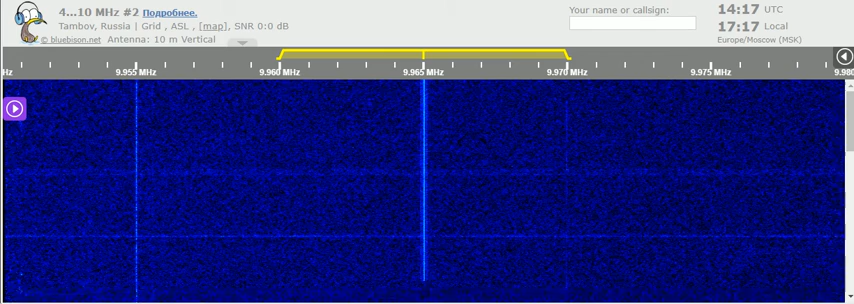 4...10 MHz #2 Подробнее.
Tambov, Russia | Grid , ASL , [map], SNR 0:0 dB
© bluebison.net Antenna: 10 m Vertical
Your name or callsign:
14:17 UTC
17:17 Local
Europe/Moscow (MSK)
Hz 9.955 MHz 9.960 MHz 9.965 MHz 9.970 MHz 9.975 MHz 9.980